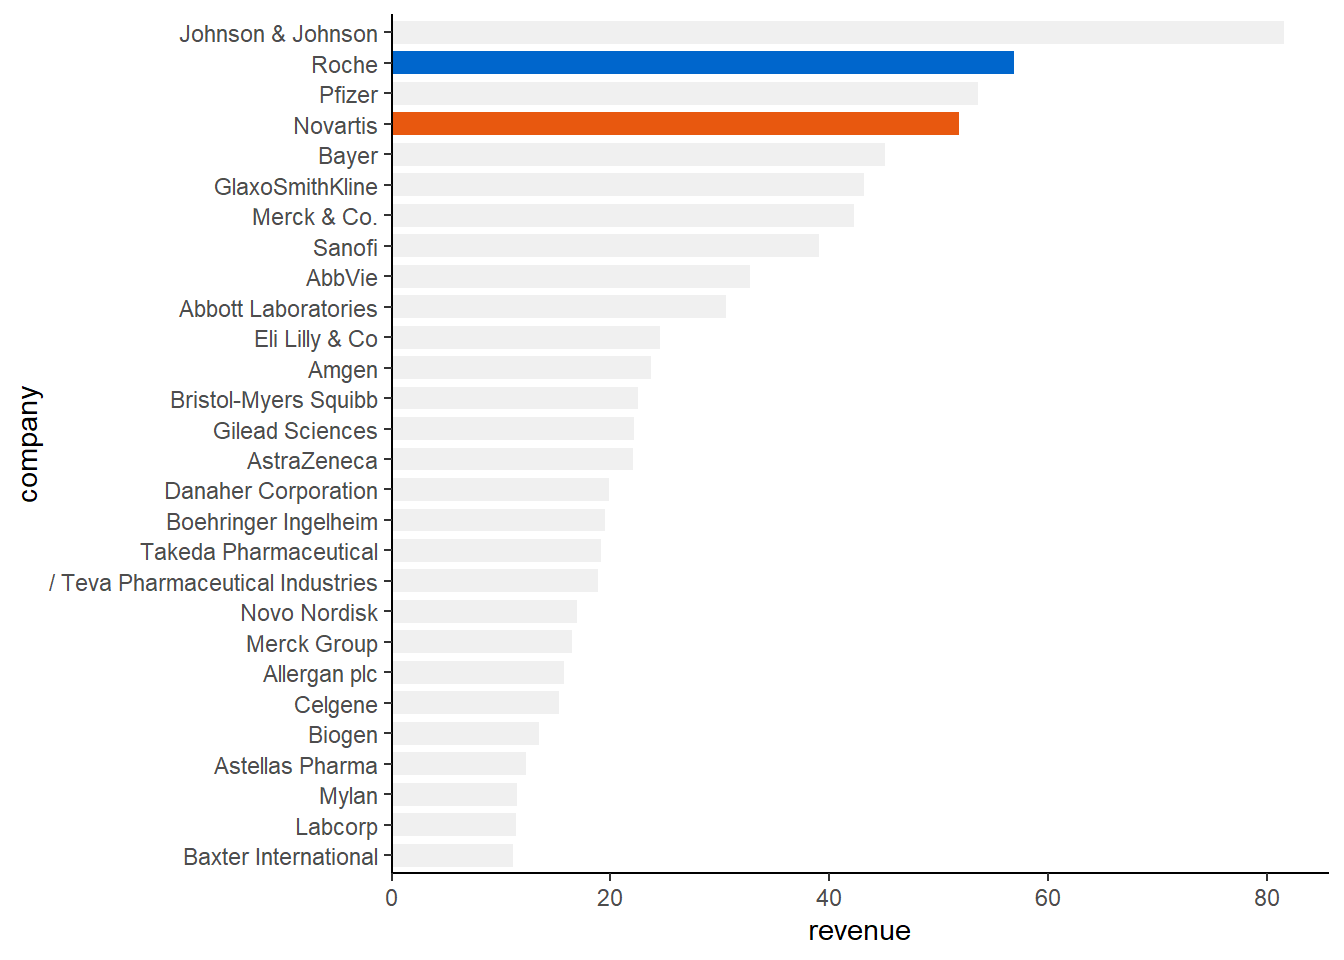 Johnson & Johnson
Roche
Pfizer
Novartis
Bayer
GlaxoSmithKline
Merck & Co.
Sanofi
AbbVie
Abbott Laboratories
Eli Lilly & Co
Amgen
Bristol-Myers Squibb
Gilead Sciences
AstraZeneca
Danaher Corporation
Boehringer Ingelheim
Takeda Pharmaceutical
/ Teva Pharmaceutical Industries
Novo Nordisk
Merck Group
Allergan plc
Celgene
Biogen
Astellas Pharma
Mylan
Labcorp
Baxter International
company
0 20 40 60 80
revenue